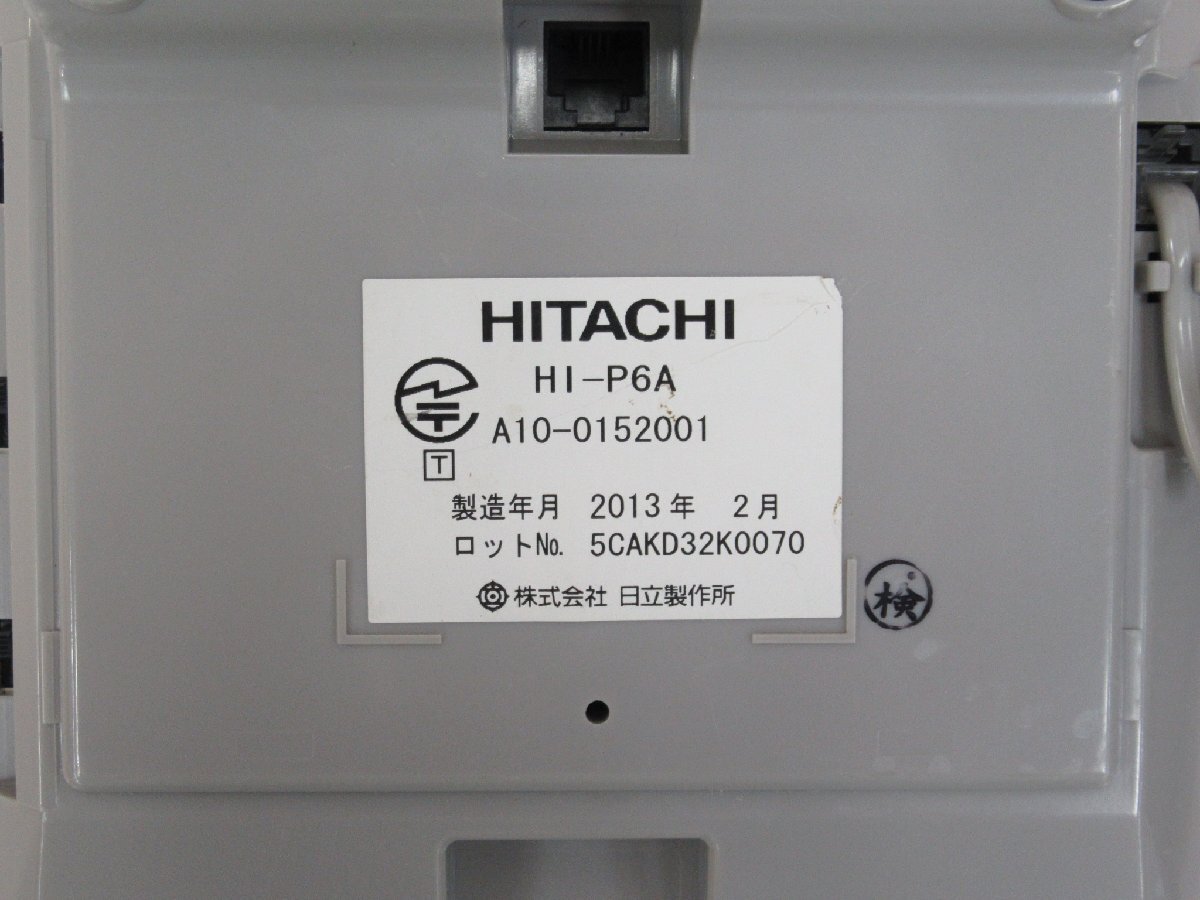 HITACHI
HI-P6A
A10-0152001
T
製造年月 2013年 2月
ロット№. 5CAKD32K0070
株式会社 日立製作所
検